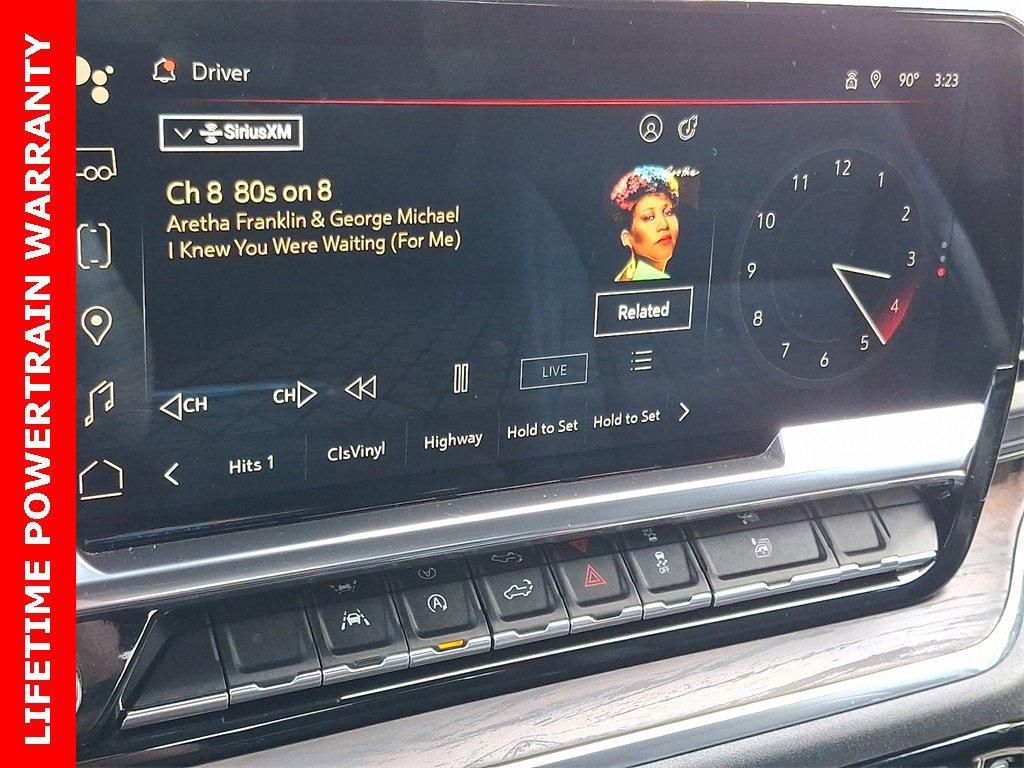 LIFETIME POWERTRAIN WARRANTY
Driver
90° 3:23
SiriusXM
Ch 8 80s on 8
Aretha Franklin & George Michael
I Knew You Were Waiting (For Me)
Aretha
Related
12
1
2
3
4
5
6
7
8
9
10
11
CH
CH
LIVE
Hits 1
ClsVinyl
Highway
Hold to Set
Hold to Set
A
OFF